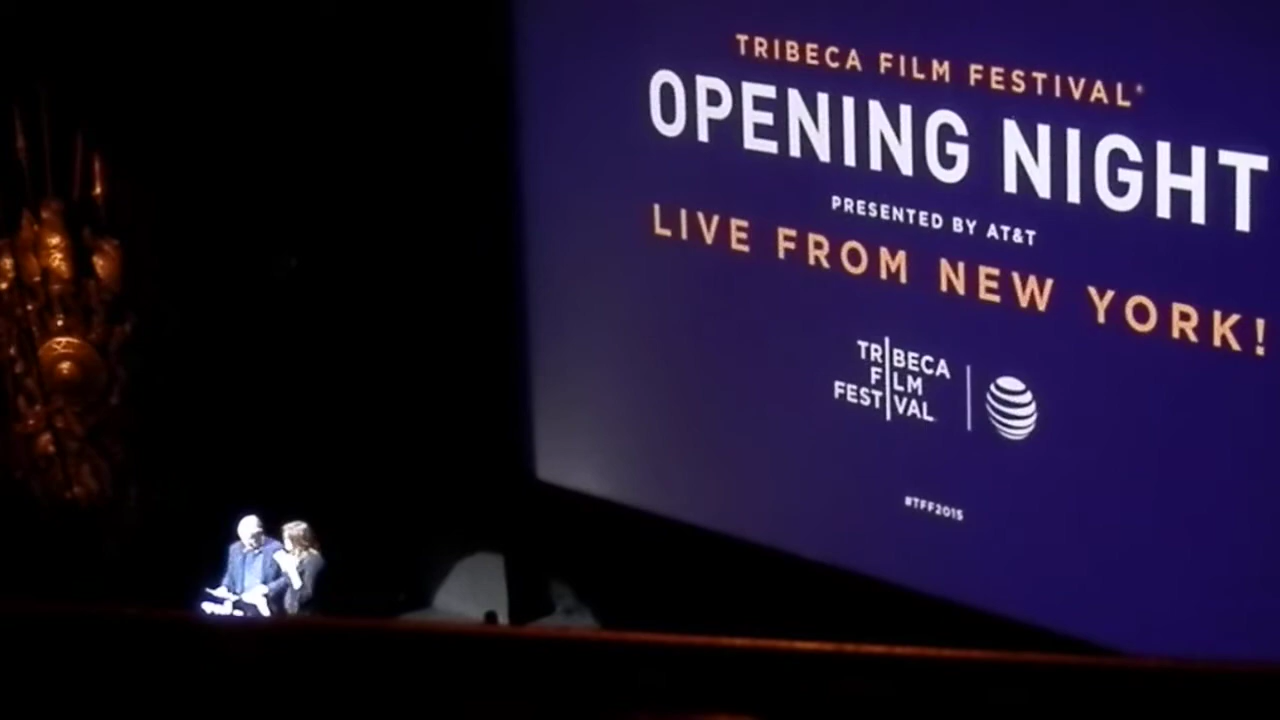 TRIBECA FILM FESTIVAL®
OPENING NIGHT
PRESENTED BY AT&T
LIVE FROM NEW YORK!
TRIBECA
FILM
FESTIVAL
#TFF2015